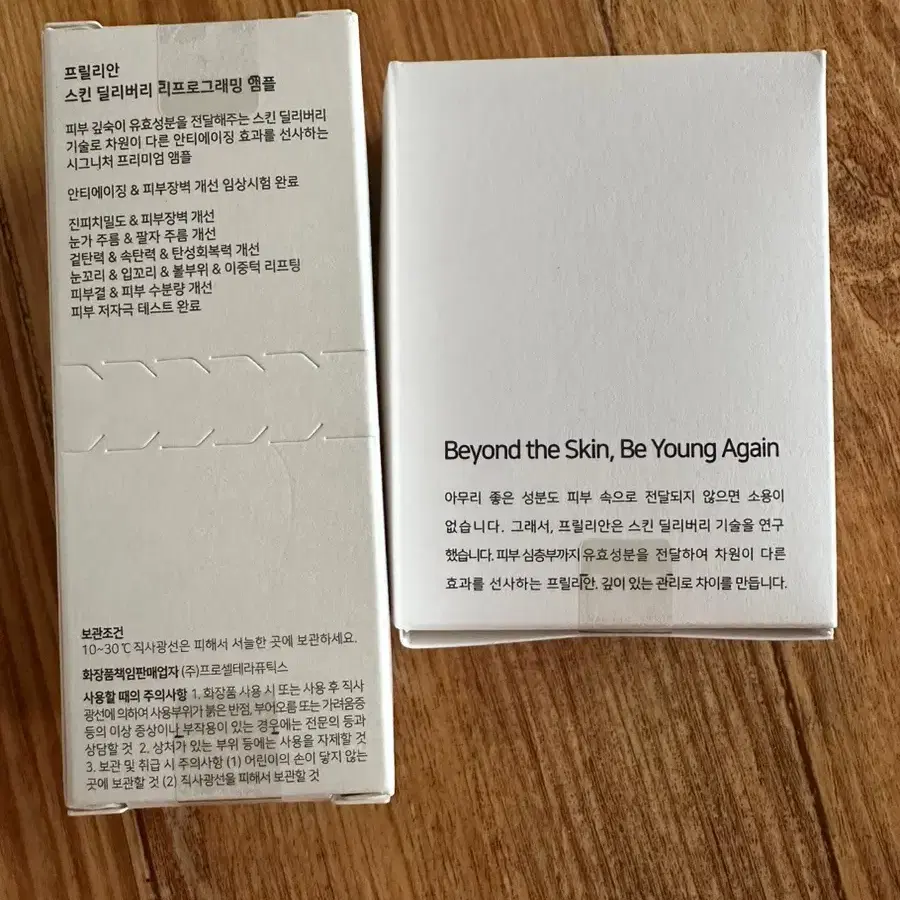 프릴리안
스킨 딜리버리 리프로그래밍 앰플
피부 깊숙이 유효성분을 전달해주는 스킨 딜리버리
기술로 차원이 다른 안티에이징 효과를 선사하는
시그니처 프리미엄 앰플
안티에이징 & 피부장벽 개선 임상시험 완료
진피치밀도 & 피부장벽 개선
눈가 주름 & 팔자 주름 개선
겉탄력 & 속탄력 & 탄성회복력 개선
눈꼬리 & 입꼬리 & 볼부위 & 이중턱 리프팅
피부결 & 피부 수분량 개선
피부 저자극 테스트 완료
보관조건
10~30℃ 직사광선은 피해서 서늘한 곳에 보관하세요.
화장품책임판매업자 (주)프로셀테라퓨틱스
사용할 때의 주의사항 1. 화장품 사용 시 또는 사용 후 직사
광선에 의하여 사용부위가 붉은 반점, 부어오름 또는 가려움증
등의 이상 증상이나 부작용이 있는 경우에는 전문의 등과
상담할 것 2. 상처가 있는 부위 등에는 사용을 자제할 것
3. 보관 및 취급 시 주의사항 (1) 어린이의 손이 닿지 않는
곳에 보관할 것 (2) 직사광선을 피해서 보관할 것
Beyond the Skin, Be Young Again
아무리 좋은 성분도 피부 속으로 전달되지 않으면 소용이
없습니다. 그래서, 프릴리안은 스킨 딜리버리 기술을 연구
했습니다. 피부 심층부까지 유효성분을 전달하여 차원이 다른
효과를 선사하는 프릴리안. 깊이 있는 관리로 차이를 만듭니다.